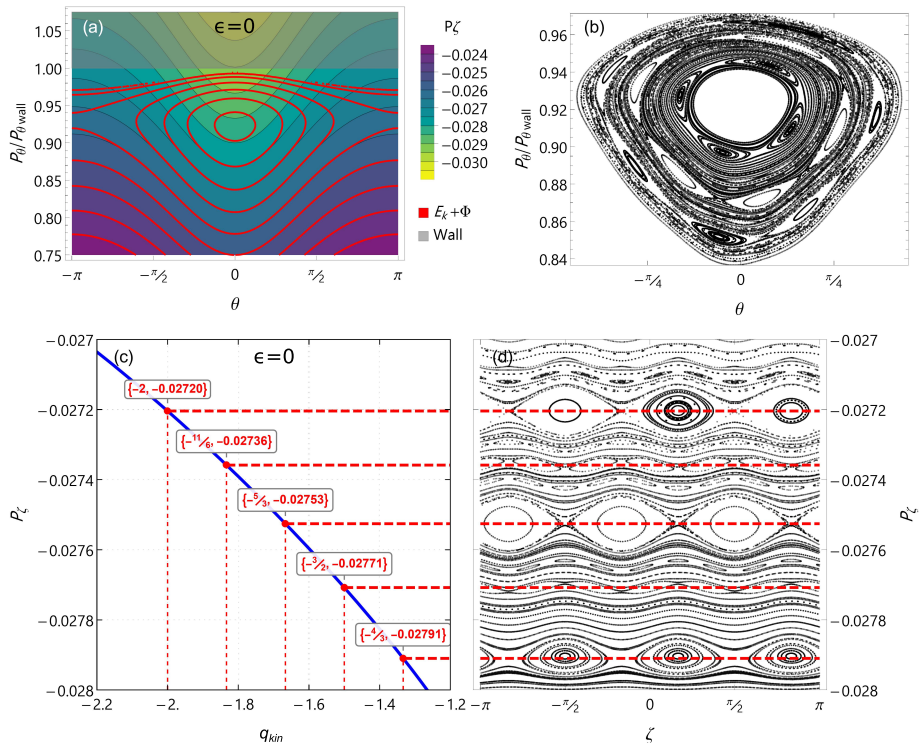 (a)
ϵ=0
1.05
1.00
0.95
0.90
0.85
0.80
0.75
Pθ/Pθ wall
−π
−π/2
0
π/2
π
θ
Pζ
−0.024
−0.025
−0.026
−0.027
−0.028
−0.029
−0.030
Ek+Φ
Wall
(b)
0.96
0.94
0.92
0.90
0.88
0.86
0.84
Pθ/Pθ wall
−π/4
0
π/4
θ
(c)
ϵ=0
−0.027
−0.0272
−0.0274
−0.0276
−0.0278
−0.028
Pζ
{−2, −0.02720}
{−11/6, −0.02736}
{−5/3, −0.02753}
{−3/2, −0.02771}
{−4/3, −0.02791}
−2.2
−2.
−1.8
−1.6
−1.4
−1.2
qkin
(d)
−0.027
−0.0272
−0.0274
−0.0276
−0.0278
−0.028
Pζ
−π
−π/2
0
π/2
π
ζ